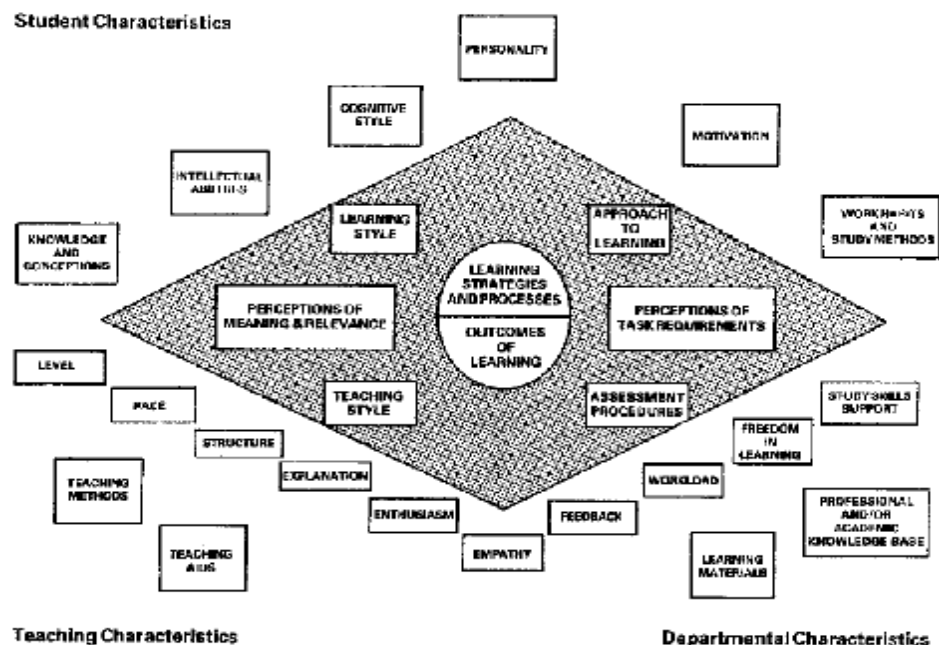 Student Characteristics
PERSONALITY
COGNITIVE
STYLE
MOTIVATION
INTELLECTUAL
ABILITIES
LEARNING
STYLE
APPROACH
TO
LEARNING
WORK HABITS
AND
STUDY METHODS
KNOWLEDGE
AND
CONCEPTIONS
LEARNING
STRATEGIES
AND PROCESSES
PERCEPTIONS OF
MEANING & RELEVANCE
PERCEPTIONS OF
TASK REQUIREMENTS
OUTCOMES
OF
LEARNING
LEVEL
PACE
TEACHING
STYLE
ASSESSMENT
PROCEDURES
STUDY SKILLS
SUPPORT
STRUCTURE
FREEDOM
IN
LEARNING
EXPLANATION
WORKLOAD
TEACHING
METHODS
ENTHUSIASM
FEEDBACK
PROFESSIONAL
AND/OR
ACADEMIC
KNOWLEDGE BASE
TEACHING
AIDS
EMPATHY
LEARNING
MATERIALS
Teaching Characteristics
Departmental Characteristics